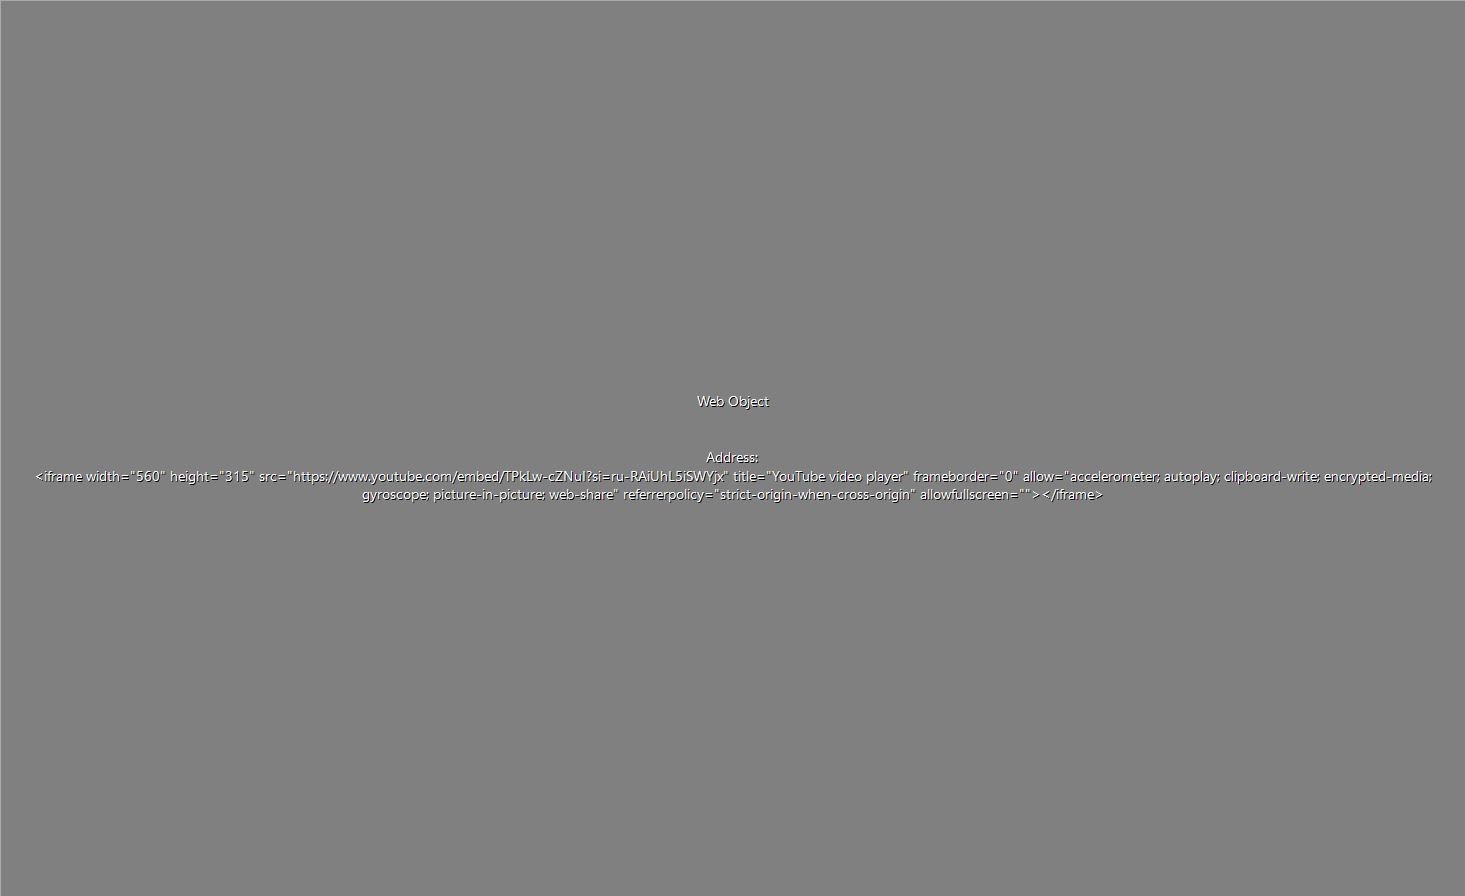 Web Object
Address:
<iframe width="560" height="315" src="https://www.youtube.com/embed/TPkLw-cZNuI?si=ru-RAiUhL5iSWYjx" title="YouTube video player" frameborder="0" allow="accelerometer; autoplay; clipboard-write; encrypted-media;
gyroscope; picture-in-picture; web-share" referrerpolicy="strict-origin-when-cross-origin" allowfullscreen=""></iframe>